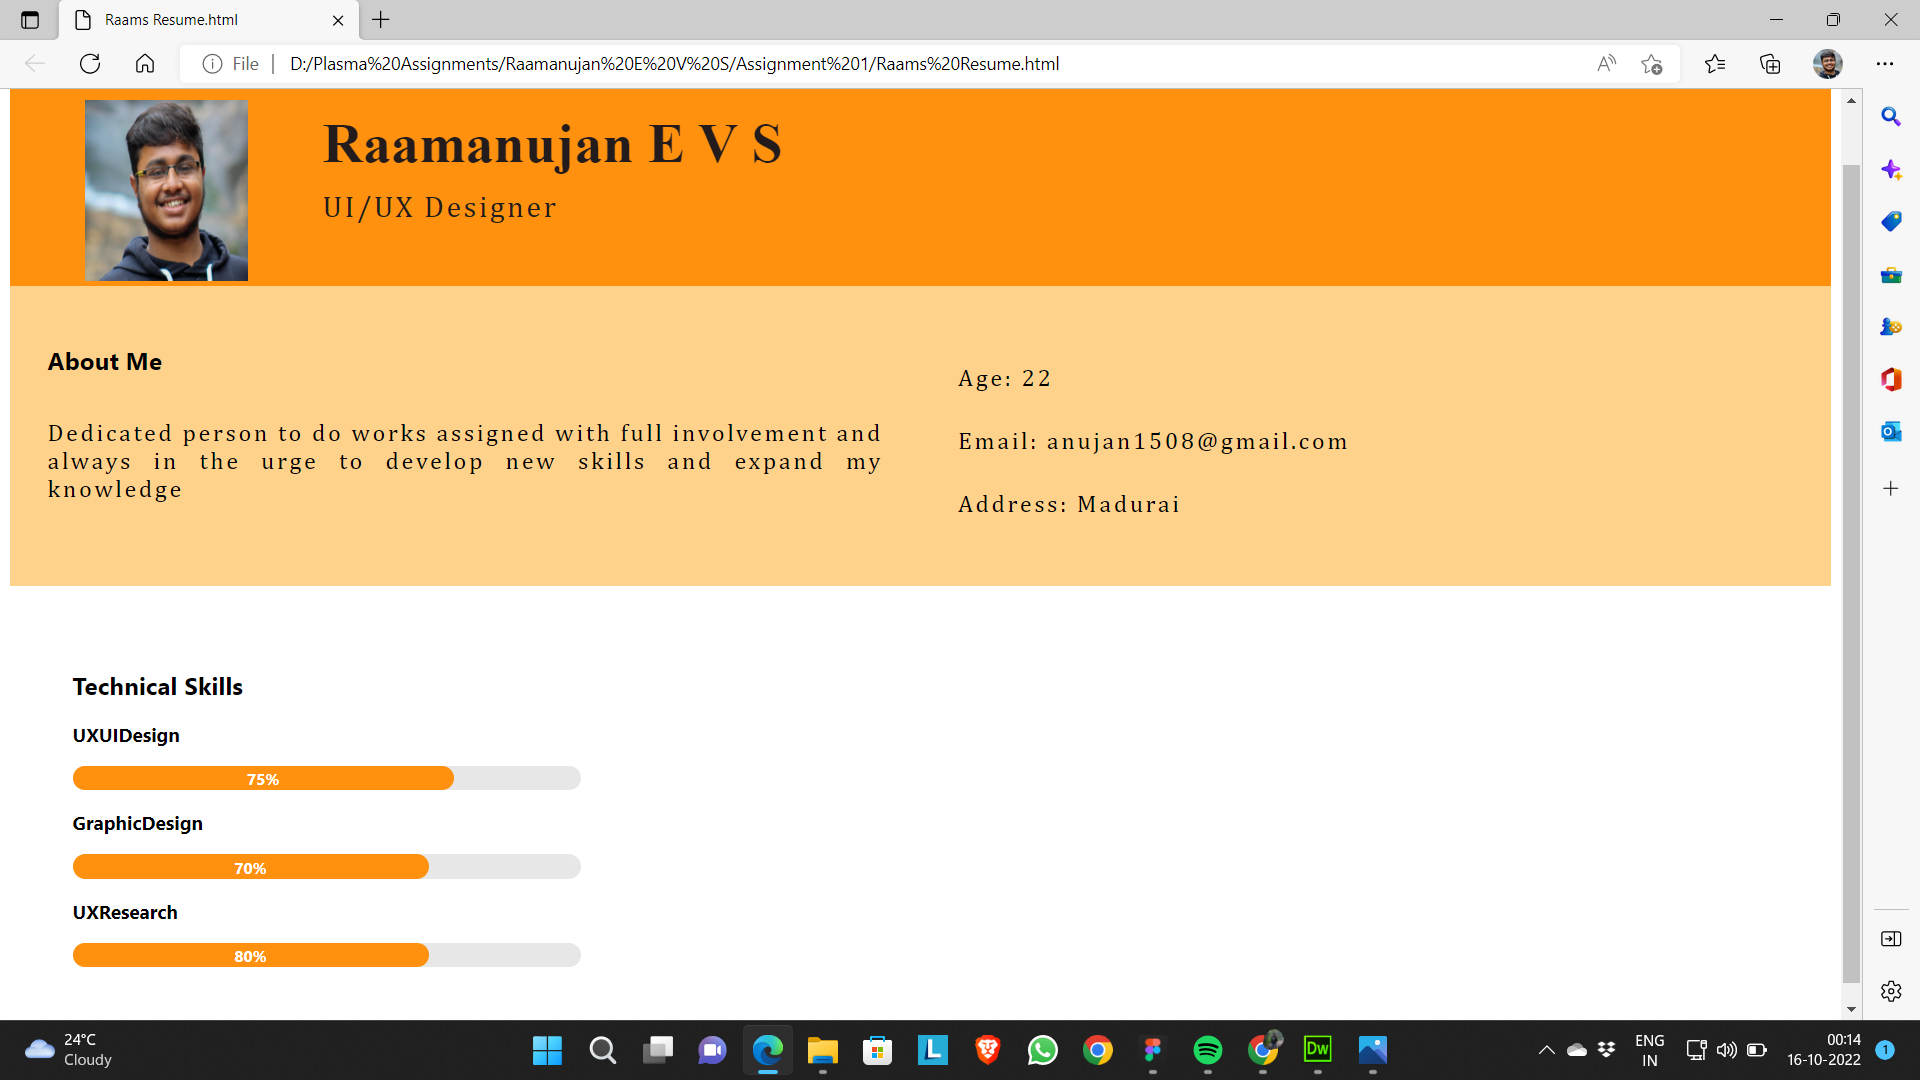 Raams Resume.html
File
D:/Plasma%20Assignments/Raamanujan%20E%20V%20S/Assignment%201/Raams%20Resume.html
Raamanujan E V S
UI/UX Designer
About Me
Dedicated person to do works assigned with full involvement and
always in the urge to develop new skills and expand my
knowledge
Age: 22
Email: anujan1508@gmail.com
Address: Madurai
Technical Skills
UXUIDesign
75%
GraphicDesign
70%
UXResearch
80%
24°C
Cloudy
L
Dw
ENG
IN
00:14
16-10-2022
1